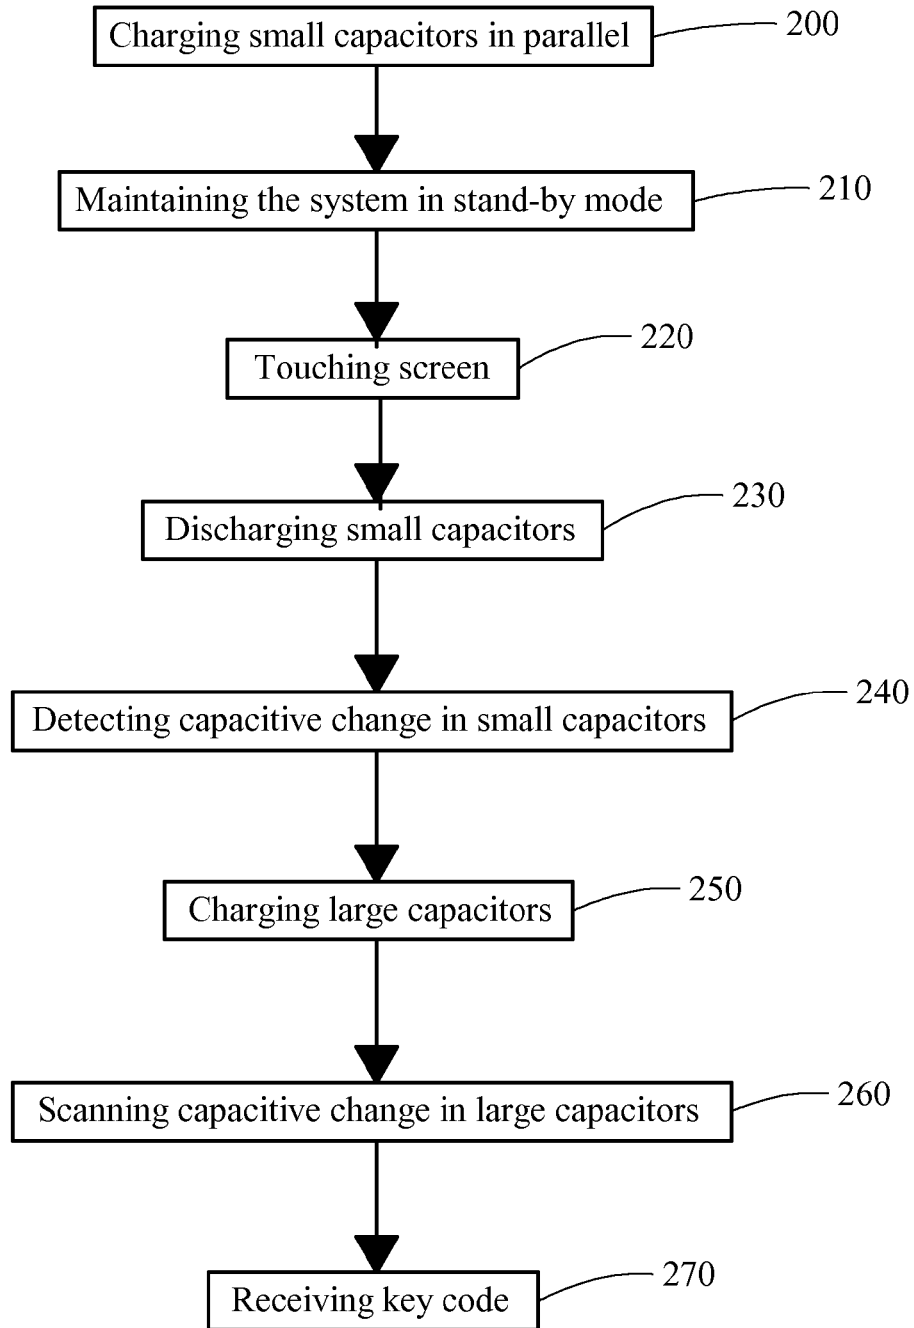 Charging small capacitors in parallel 200
Maintaining the system in stand-by mode 210
Touching screen 220
Discharging small capacitors 230
Detecting capacitive change in small capacitors 240
Charging large capacitors 250
Scanning capacitive change in large capacitors 260
Receiving key code 270